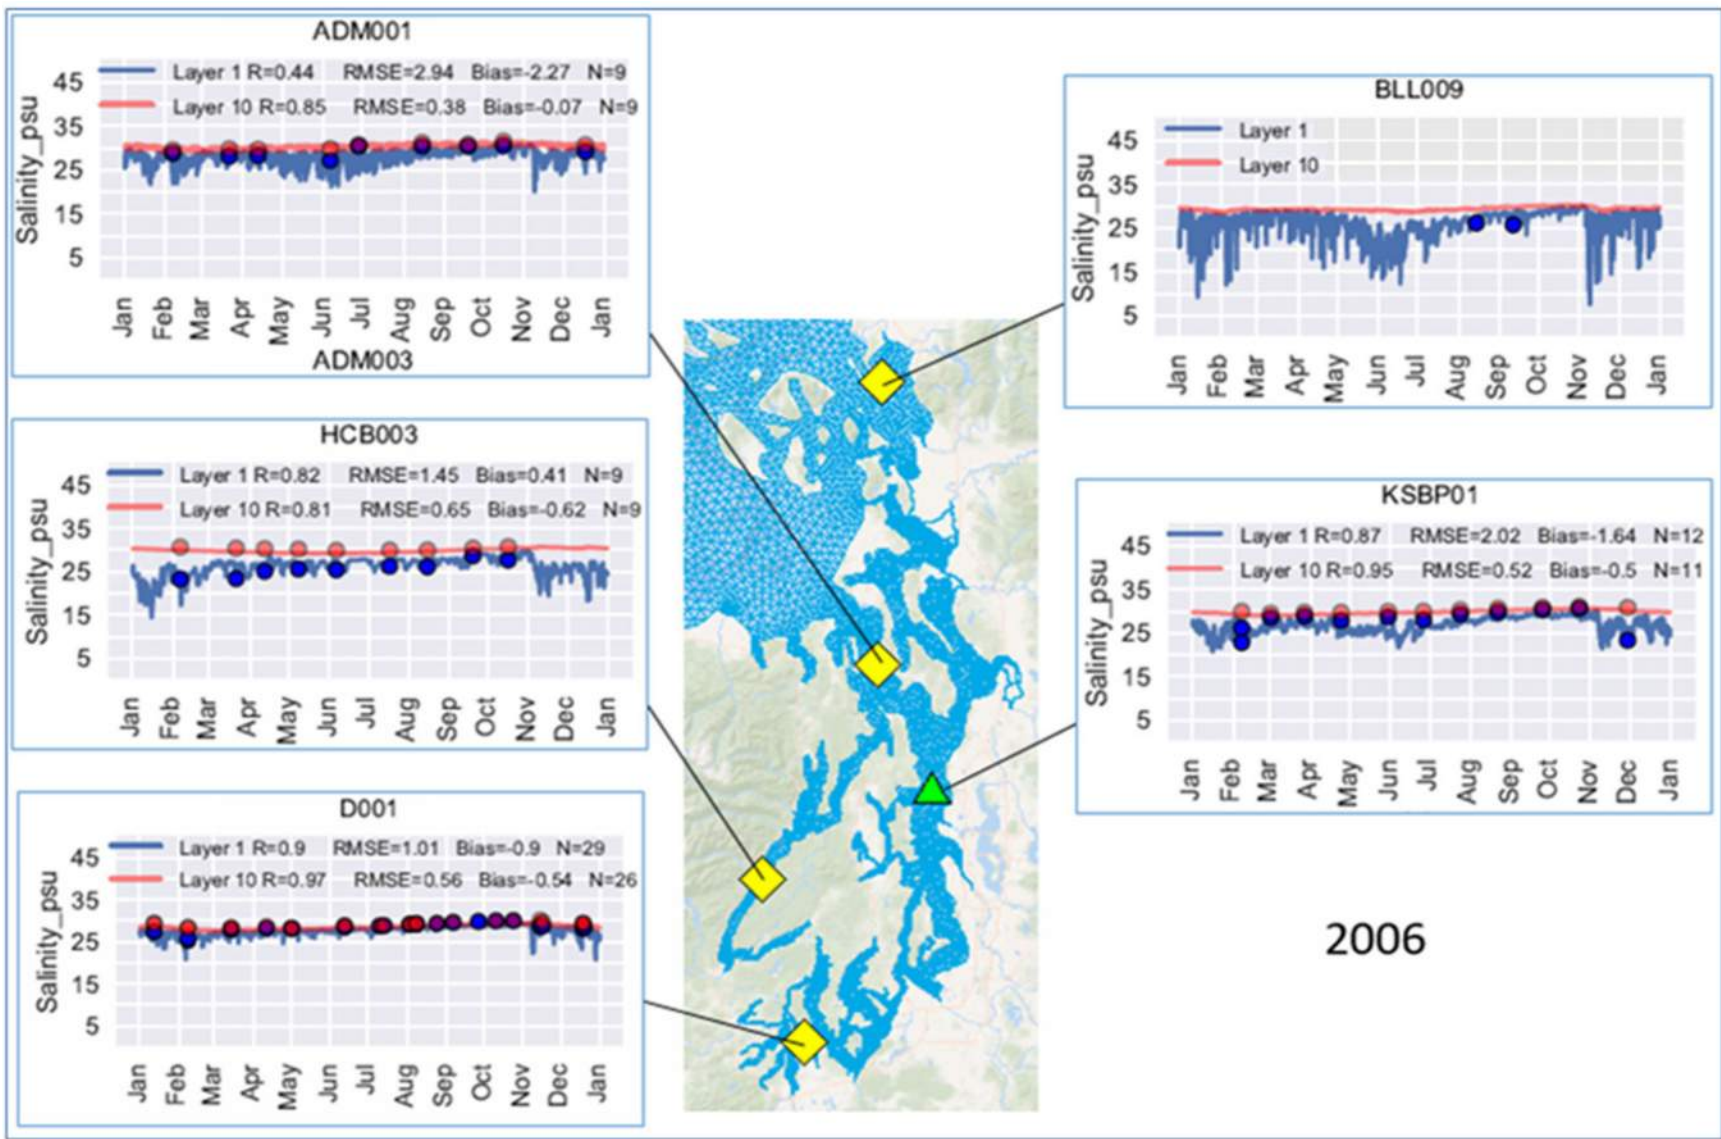 ADM001
Layer 1 R=0.44 RMSE=2.94 Bias=-2.27 N=9
Layer 10 R=0.85 RMSE=0.38 Bias=-0.07 N=9
Salinity_psu
45
35
25
15
5
Jan Feb Mar Apr May Jun Jul Aug Sep Oct Nov Dec Jan
ADM003
BLL009
Layer 1
Layer 10
Salinity_psu
45
35
25
15
5
Jan Feb Mar Apr May Jun Jul Aug Sep Oct Nov Dec Jan
HCB003
Layer 1 R=0.82 RMSE=1.45 Bias=0.41 N=9
Layer 10 R=0.81 RMSE=0.65 Bias=-0.62 N=9
Salinity_psu
45
35
25
15
5
Jan Feb Mar Apr May Jun Jul Aug Sep Oct Nov Dec Jan
KSBP01
Layer 1 R=0.87 RMSE=2.02 Bias=-1.64 N=12
Layer 10 R=0.95 RMSE=0.52 Bias=-0.5 N=11
Salinity_psu
45
35
25
15
5
Jan Feb Mar Apr May Jun Jul Aug Sep Oct Nov Dec Jan
D001
Layer 1 R=0.9 RMSE=1.01 Bias=-0.9 N=29
Layer 10 R=0.97 RMSE=0.56 Bias=-0.54 N=26
Salinity_psu
45
35
25
15
5
Jan Feb Mar Apr May Jun Jul Aug Sep Oct Nov Dec Jan
2006